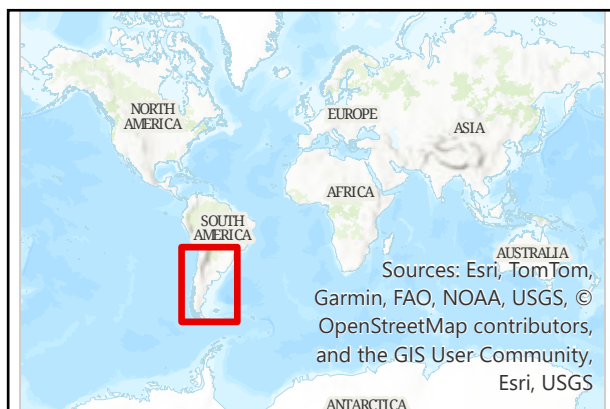 NORTH
AMERICA
EUROPE
ASIA
AFRICA
SOUTH
AMERICA
AUSTRALIA
Sources: Esri, TomTom,
Garmin, FAO, NOAA, USGS, ©
OpenStreetMap contributors,
and the GIS User Community,
Esri, USGS
ANTARCTICA